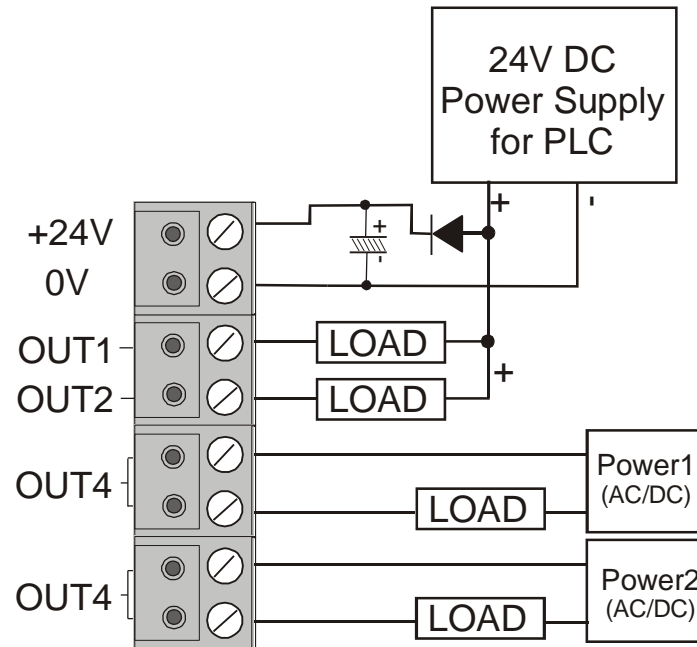 24V DC
Power Supply
for PLC
+ -
+24V
+
-
0V
OUT1
LOAD
OUT2
LOAD
+
OUT4
Power1
(AC/DC)
LOAD
OUT4
Power2
(AC/DC)
LOAD